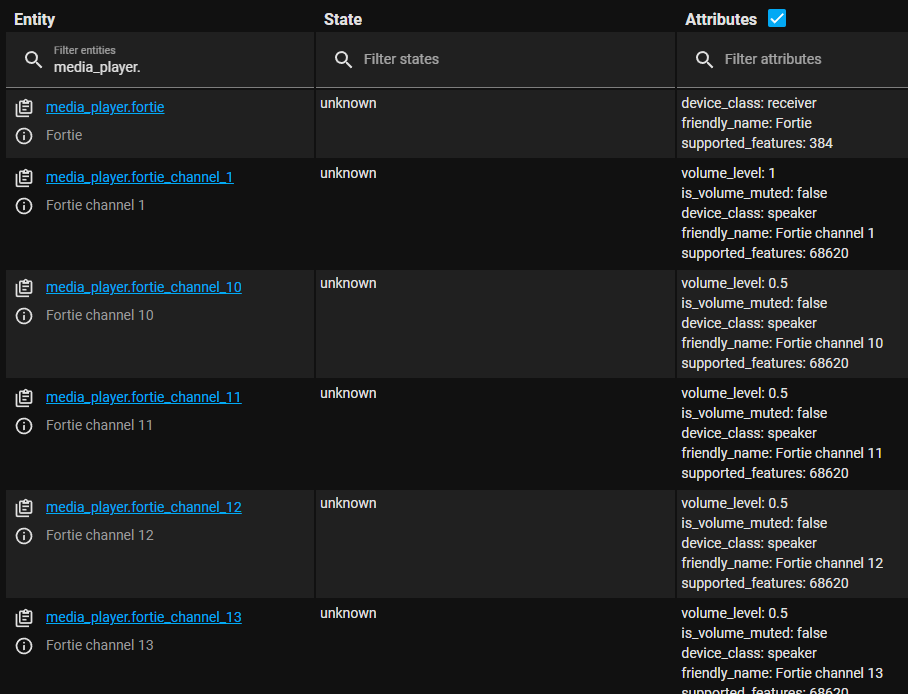 Entity State Attributes
Filter entities
media_player. Filter states Filter attributes
media_player.fortie unknown device_class: receiver
friendly_name: Fortie
Fortie
supported_features: 384
media_player.fortie_channel_1 unknown volume_level: 1
is_volume_muted: false
Fortie channel 1
device_class: speaker
friendly_name: Fortie channel 1
supported_features: 68620
media_player.fortie_channel_10 unknown volume_level: 0.5
is_volume_muted: false
Fortie channel 10
device_class: speaker
friendly_name: Fortie channel 10
supported_features: 68620
media_player.fortie_channel_11 unknown volume_level: 0.5
is_volume_muted: false
Fortie channel 11
device_class: speaker
friendly_name: Fortie channel 11
supported_features: 68620
media_player.fortie_channel_12 unknown volume_level: 0.5
is_volume_muted: false
Fortie channel 12
device_class: speaker
friendly_name: Fortie channel 12
supported_features: 68620
media_player.fortie_channel_13 unknown volume_level: 0.5
is_volume_muted: false
Fortie channel 13
device_class: speaker
friendly_name: Fortie channel 13
supported_features: 68620